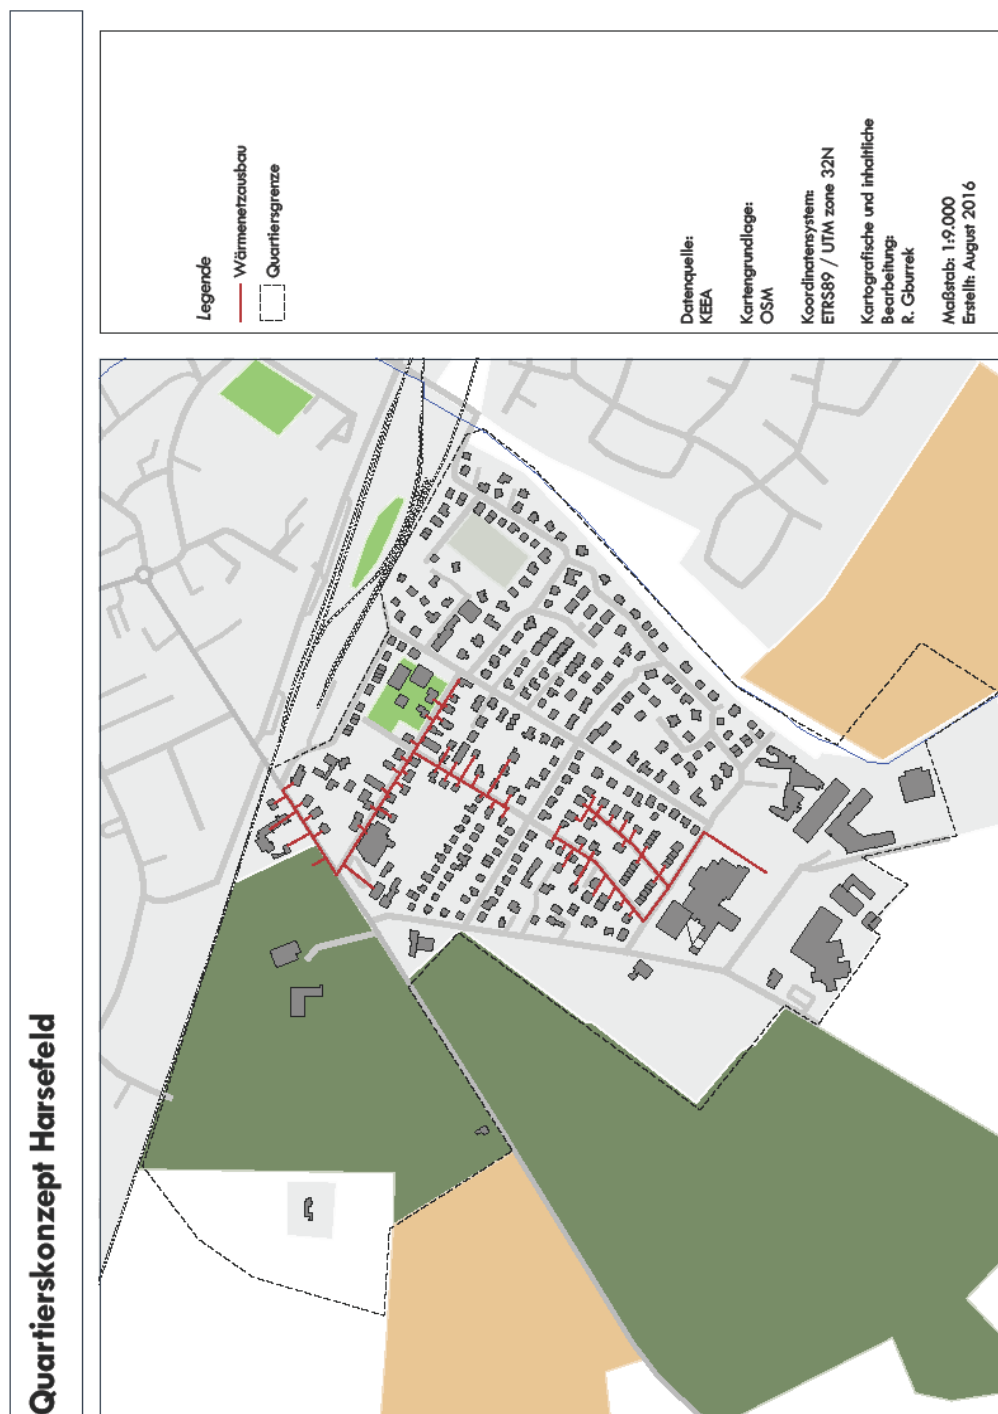 Quartierskonzept Harsefeld
Legende
Wärmenetzausbau
Quartiersgrenze
Datenquelle:
KEEA
Kartengrundlage:
OSM
Koordinatensystem:
ETRS89 / UTM zone 32N
Kartografische und inhaltliche
Bearbeitung:
R. Gburrek
Maßstab: 1:9.000
Erstellt: August 2016